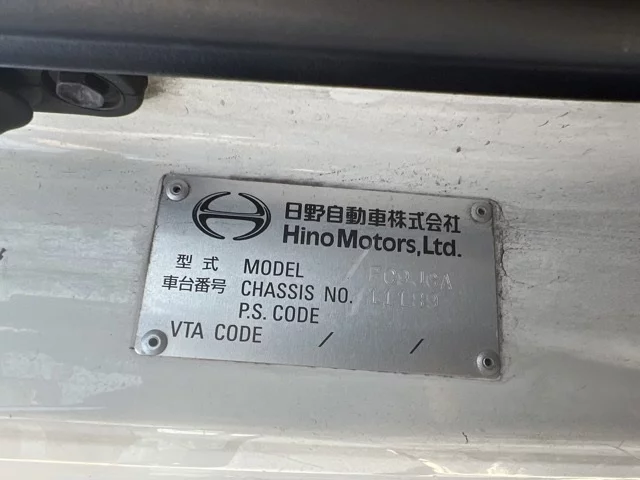 日野自動車株式会社
Hino Motors, Ltd.
型式 MODEL FC9JCA
車台番号 CHASSIS NO.
P.S. CODE
VTA CODE / /